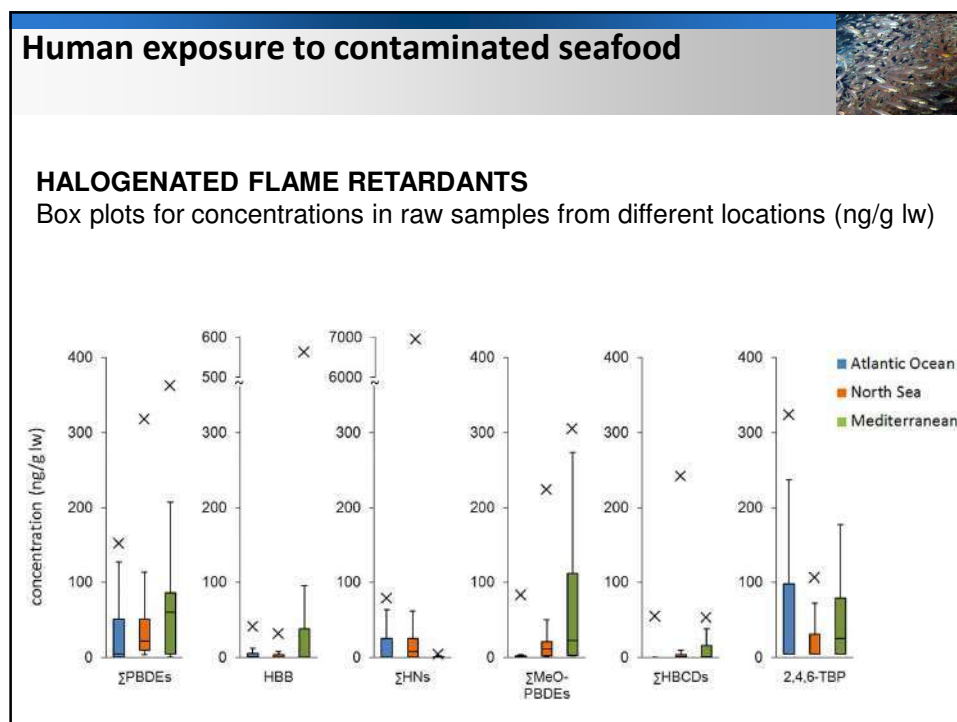 Human exposure to contaminated seafood
HALOGENATED FLAME RETARDANTS
Box plots for concentrations in raw samples from different locations (ng/g lw)
concentration (ng/g lw)
400
300
200
100
0
ΣPBDEs
600
500
≈
300
200
100
0
HBB
7000
6000
≈
300
200
100
0
ΣHNs
400
300
200
100
0
ΣMeO-
PBDEs
400
300
200
100
0
ΣHBCDs
400
300
200
100
0
2,4,6-TBP
Atlantic Ocean
North Sea
Mediterranean